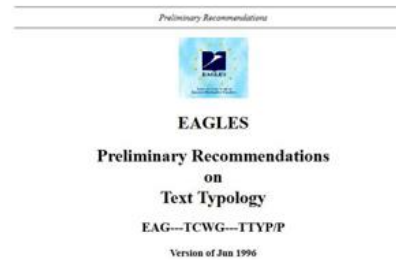 Preliminary Recommendations
EAGLES
EAGLES
Preliminary Recommendations
on
Text Typology
EAG---TCWG---TTYP/P
Version of Jun 1996